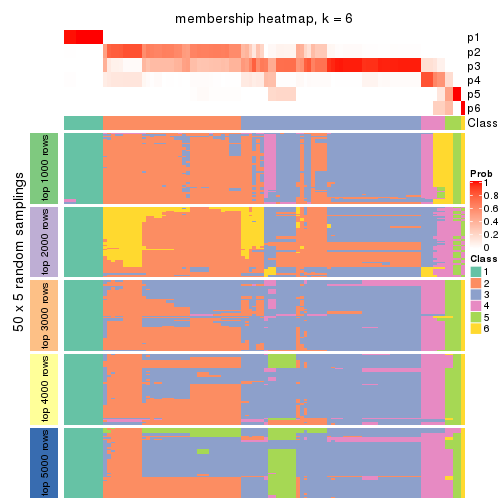 membership heatmap, k = 6
p1
p2
p3
p4
p5
p6
Class
50 x 5 random samplings
top 1000 rows
top 2000 rows
top 3000 rows
top 4000 rows
top 5000 rows
Prob
1
0.8
0.6
0.4
0.2
0
Class
1
2
3
4
5
6